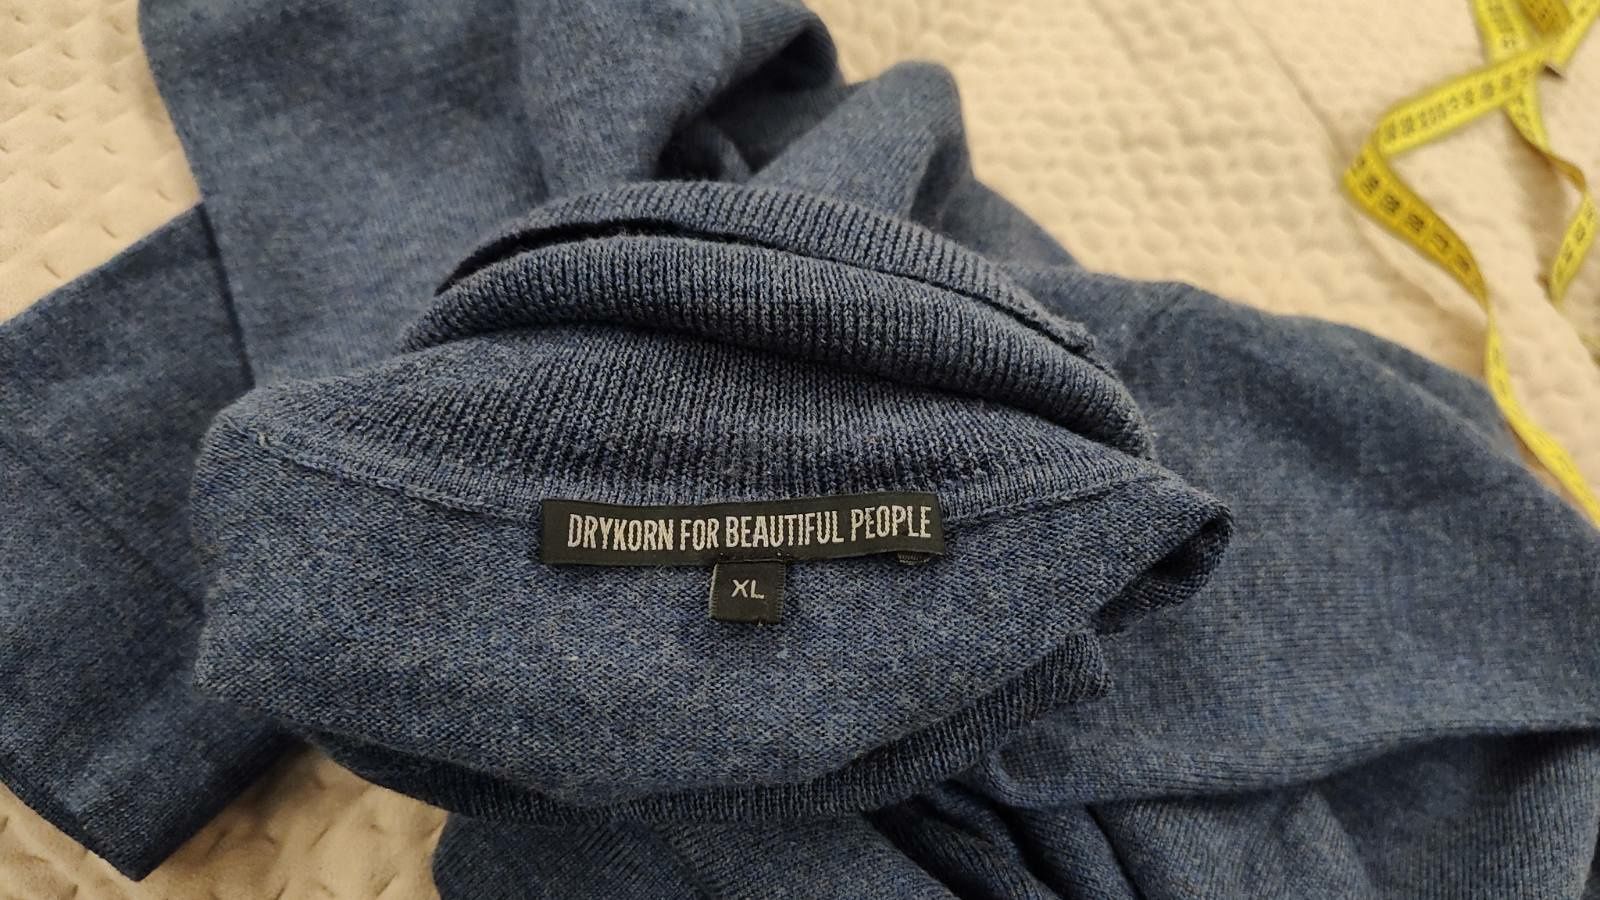 DRYKORN FOR BEAUTIFUL PEOPLE
XL